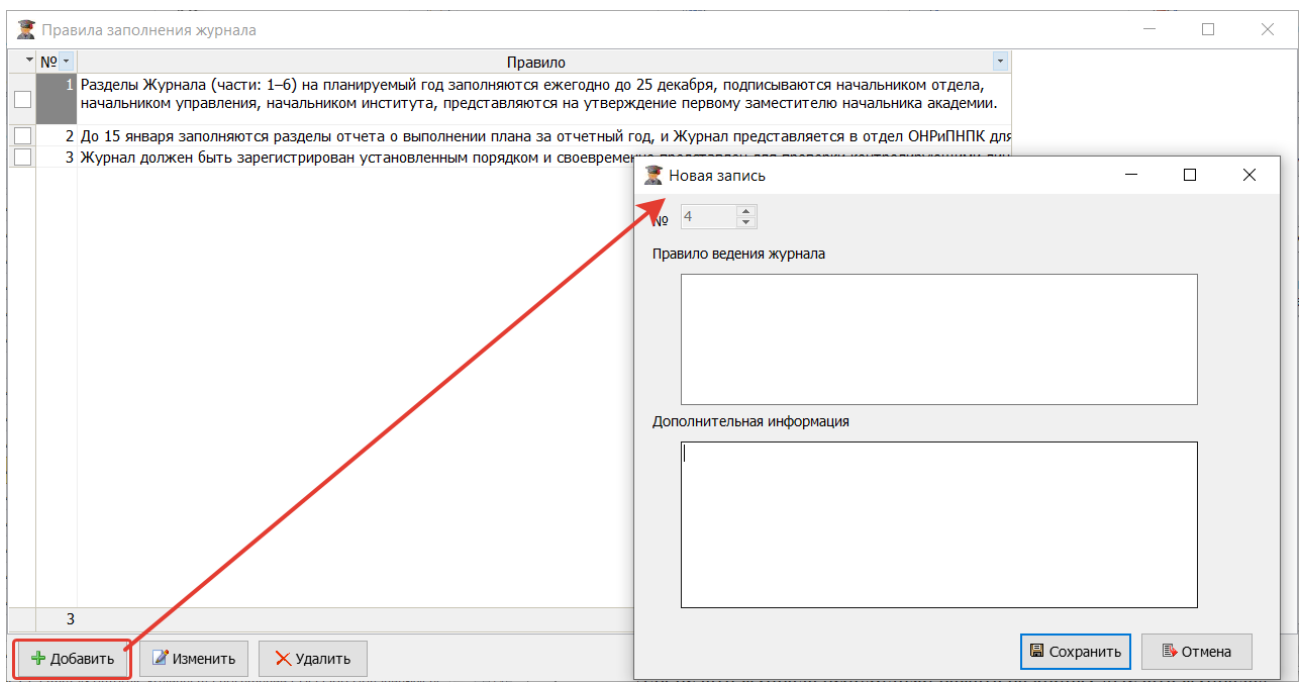 Правила заполнения журнала
№ Правило
1 Разделы Журнала (части: 1–6) на планируемый год заполняются ежегодно до 25 декабря, подписываются начальником отдела,
начальником управления, начальником института, представляются на утверждение первому заместителю начальника академии.
2 До 15 января заполняются разделы отчета о выполнении плана за отчетный год, и Журнал представляется в отдел ОНРиПНПК для
3 Журнал должен быть зарегистрирован установленным порядком и
Новая запись
№ 4
Правило ведения журнала
Дополнительная информация
3
Добавить Изменить Удалить
Сохранить Отмена